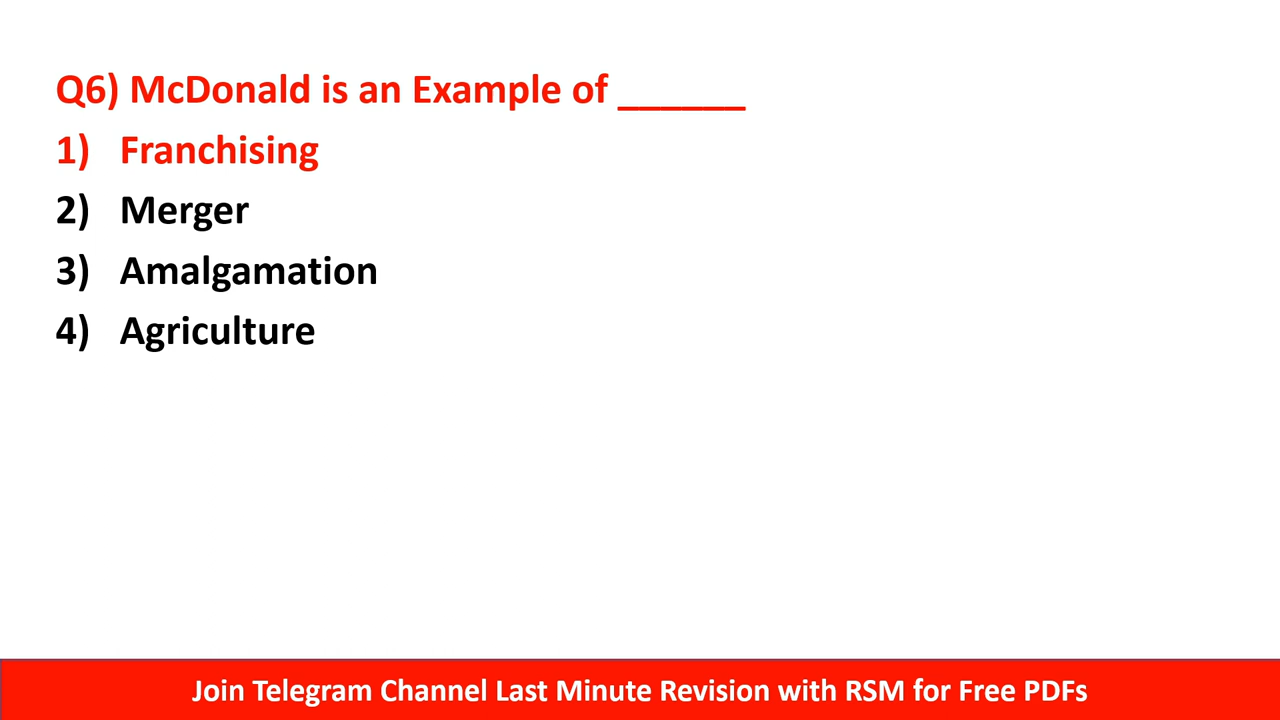 Q6) McDonald is an Example of ______
1) Franchising
2) Merger
3) Amalgamation
4) Agriculture
Join Telegram Channel Last Minute Revision with RSM for Free PDFs